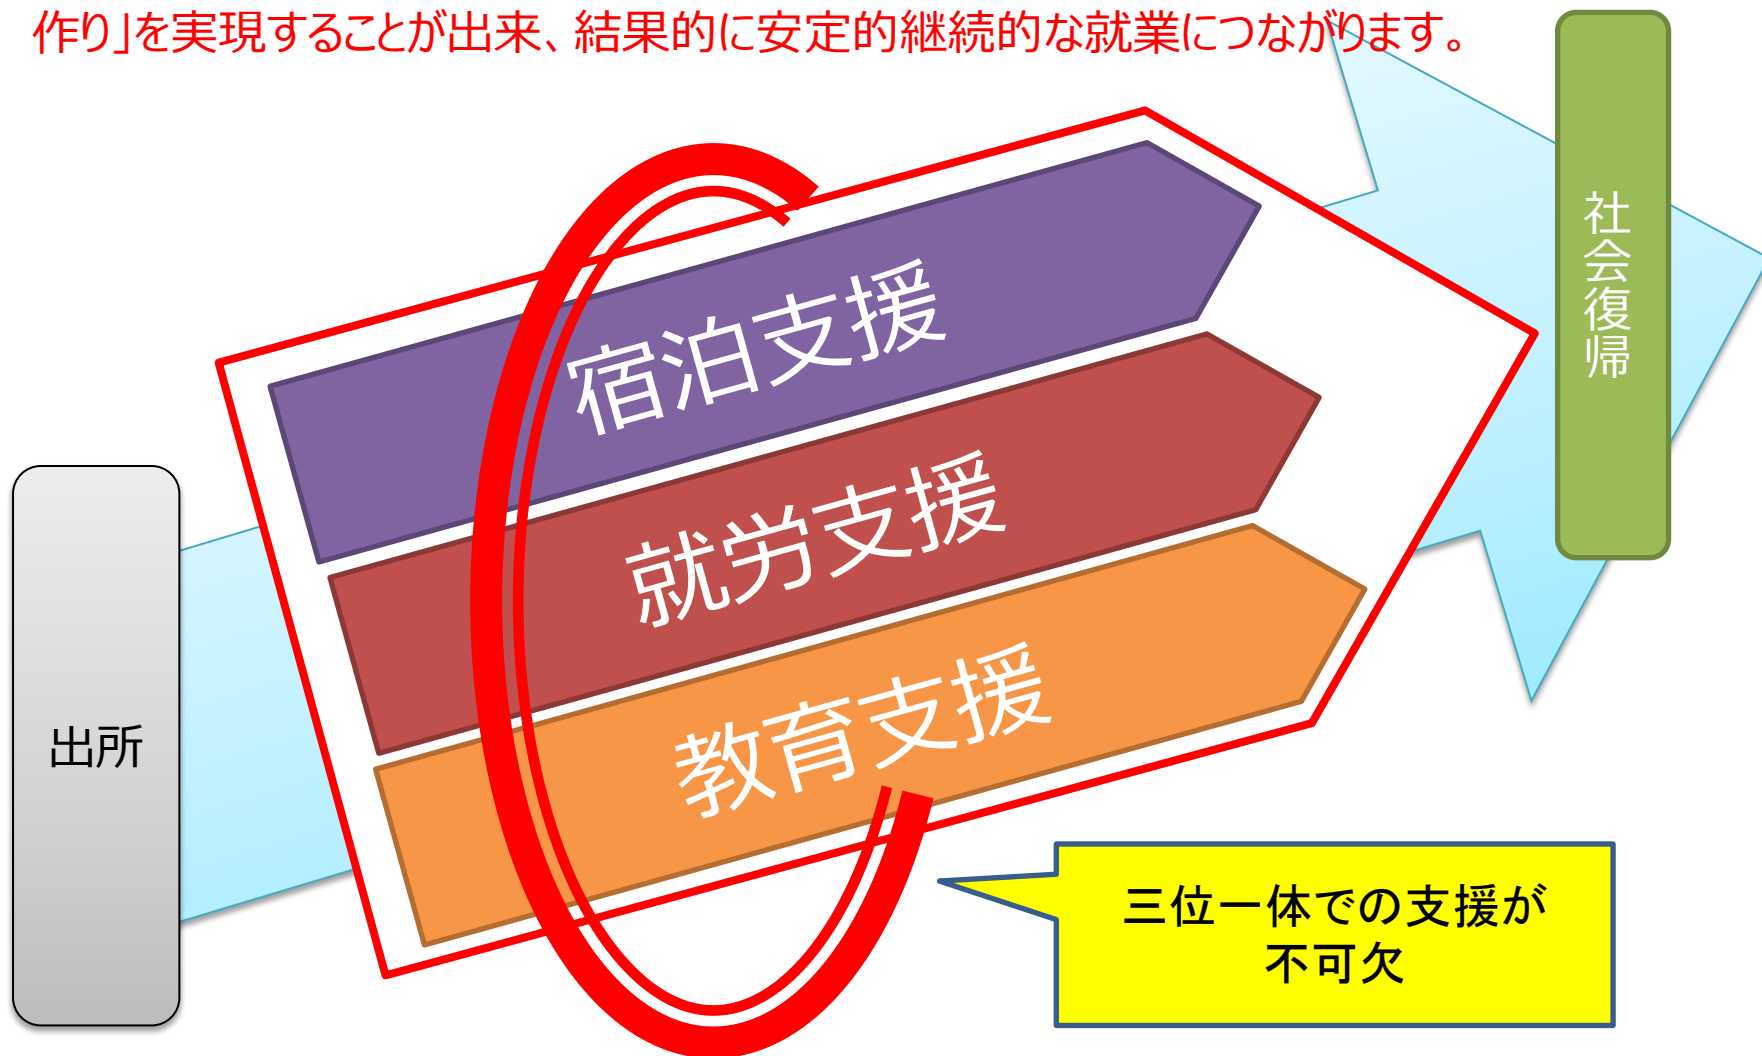 作り」を実現することが出来、結果的に安定的継続的な就業につながります。
社会復帰
宿泊支援
就労支援
教育支援
出所
三位一体での支援が
不可欠